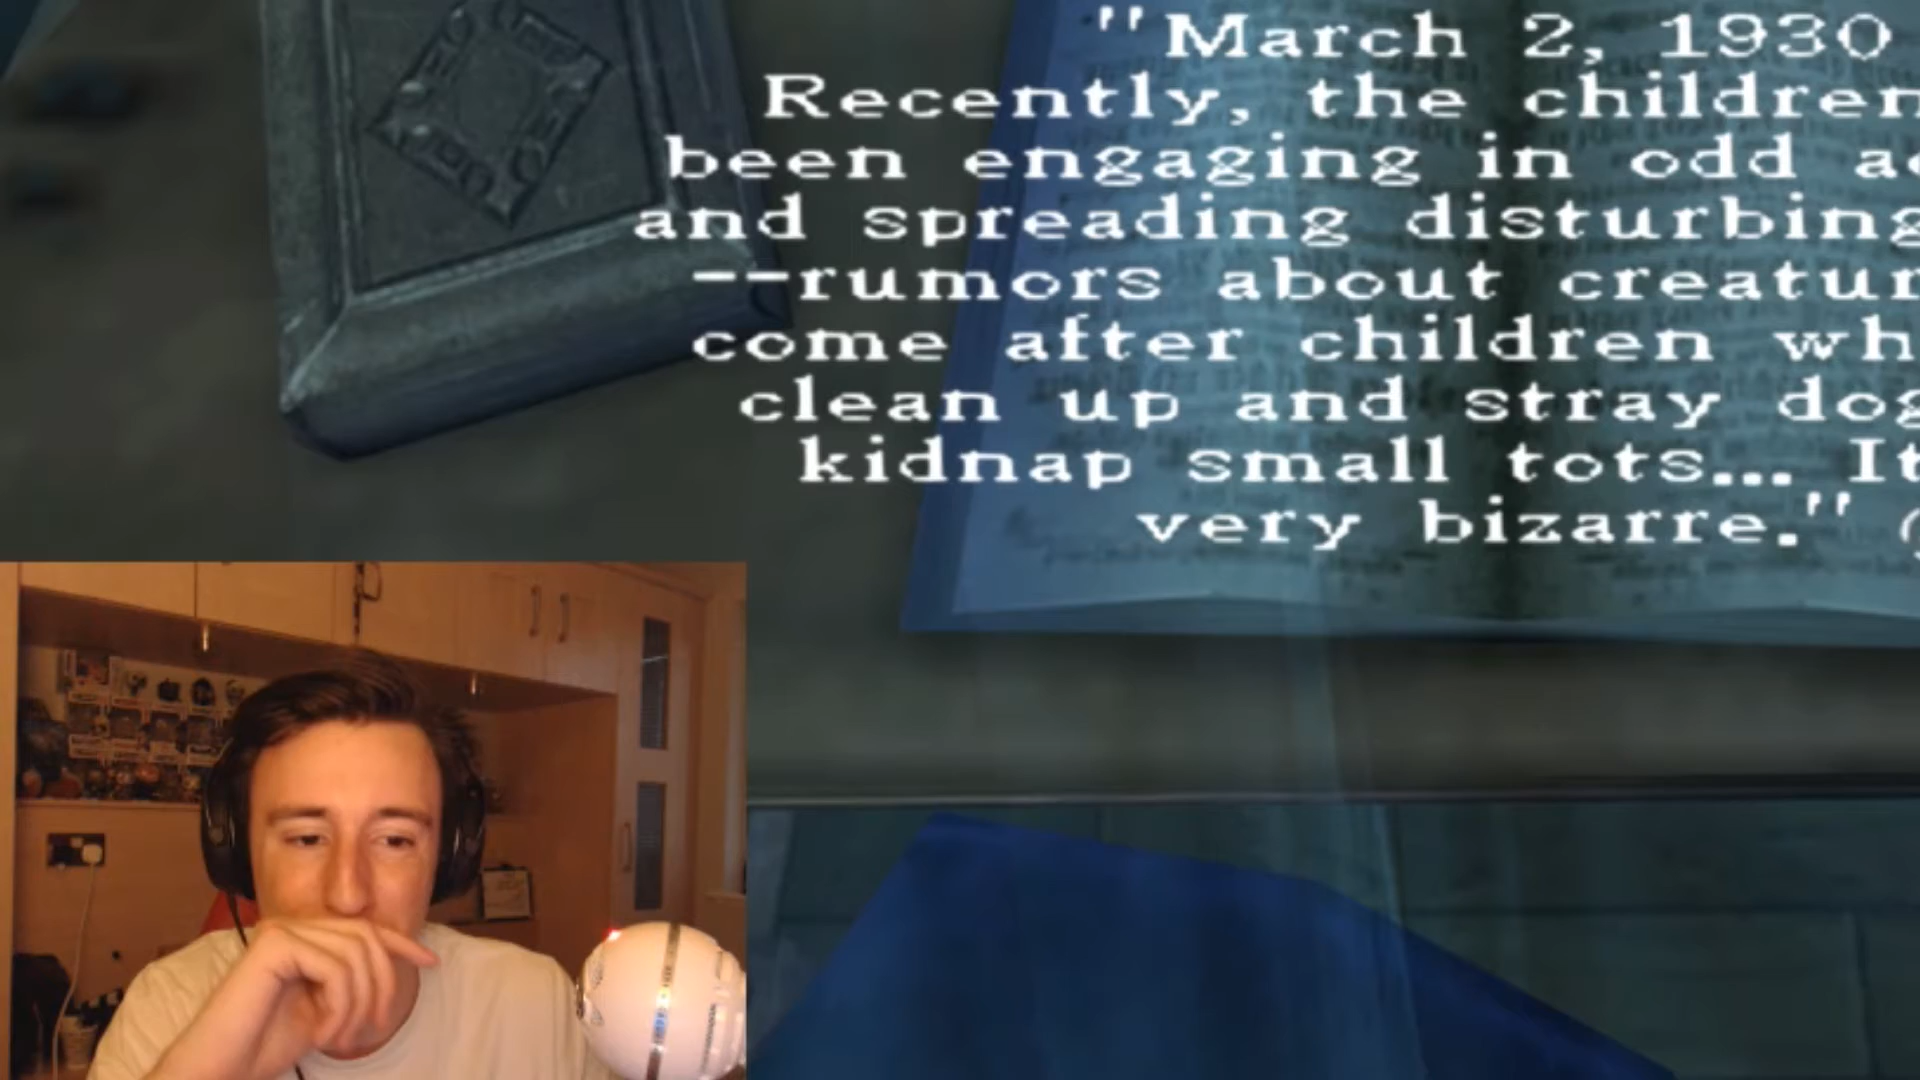 "March 2, 1930
Recently, the children
been engaging in odd
and spreading disturbing
--rumors about
come after children
clean up and stray
kidnap small tots... It
very bizarre."